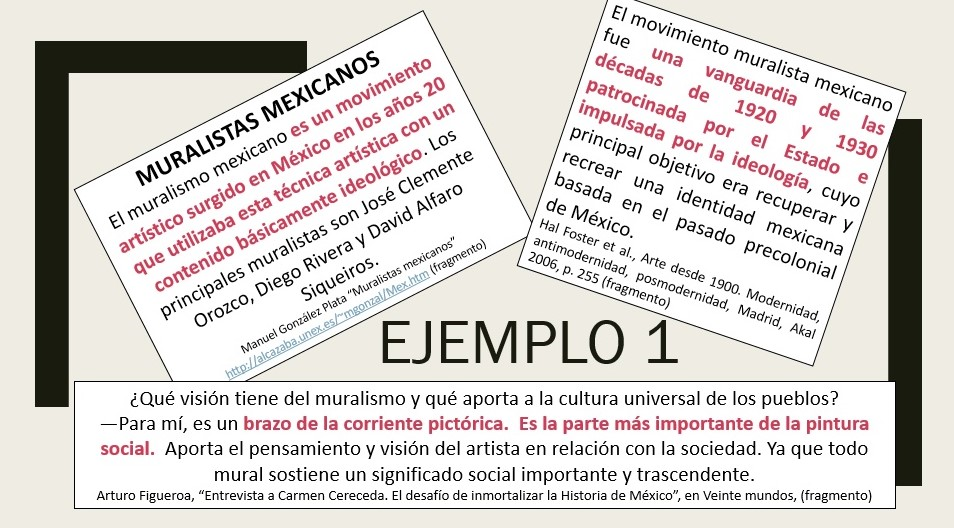 MURALISTAS MEXICANOS
El muralismo mexicano es un movimiento
artístico surgido en México en los años 20
que utilizaba esta técnica artística con un
contenido básicamente ideológico. Los
principales muralistas son José Clemente
Orozco, Diego Rivera y David Alfaro
Siqueiros.
Manuel González Plata "Muralistas mexicanos"
http://alcazaba.unex.es/~mgonzal/Mex.htm (fragmento)
El movimiento muralista mexicano
fue una vanguardia de las
décadas de 1920 y 1930
patrocinada por el Estado e
impulsada por la ideología, cuyo
principal objetivo era recuperar y
recrear una identidad mexicana
basada en el pasado precolonial
de México.
Hal Foster et al., Arte desde 1900. Modernidad,
antimodernidad, posmodernidad, Madrid, Akal
2006, p. 255 (fragmento)
EJEMPLO 1
¿Qué visión tiene del muralismo y qué aporta a la cultura universal de los pueblos?
—Para mí, es un brazo de la corriente pictórica. Es la parte más importante de la pintura
social. Aporta el pensamiento y visión del artista en relación con la sociedad. Ya que todo
mural sostiene un significado social importante y trascendente.
Arturo Figueroa, "Entrevista a Carmen Cereceda. El desafío de inmortalizar la Historia de México", en Veinte mundos, (fragmento)